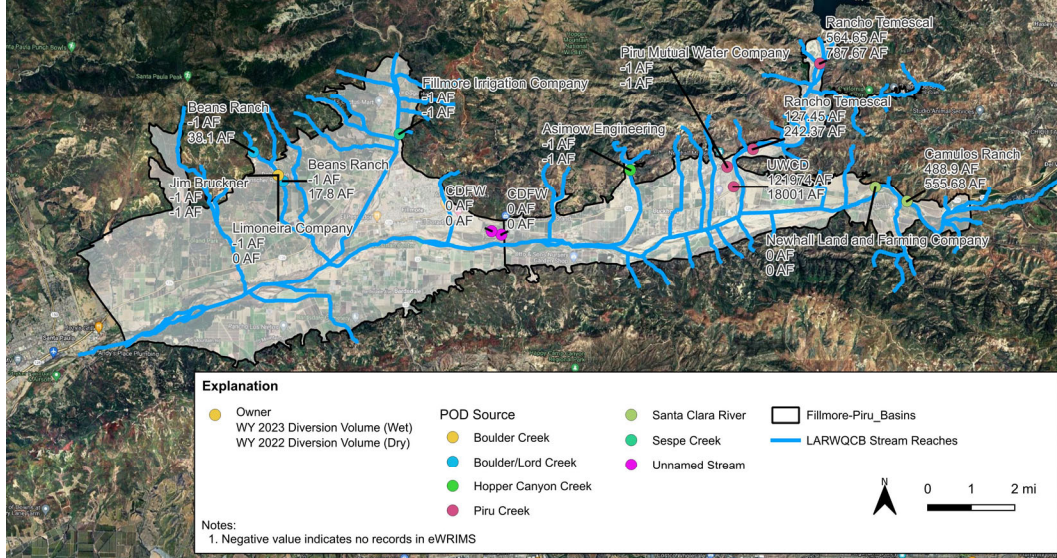 Rancho Temescal
564.65 AF
787.67 AF
Piru Mutual Water Company
-1 AF
-1 AF
Santa Paula Peak
Fillmore Irrigation Company
-1 AF
-1 AF
Beans Ranch
-1 AF
38.1 AF
Rancho Temescal
127.45 AF
242.37 AF
Asimow Engineering
-1 AF
-1 AF
Camulos Ranch
488.9 AF
555.68 AF
Beans Ranch
-1 AF
17.8 AF
UWCD
121974 AF
18001 AF
Jim Bruckner
-1 AF
-1 AF
CDFW
0 AF
0 AF
CDFW
0 AF
0 AF
Limoneira Company
-1 AF
0 AF
Newhall Land and Farming Company
0 AF
0 AF
Explanation
Owner
WY 2023 Diversion Volume (Wet)
WY 2022 Diversion Volume (Dry)
POD Source
Boulder Creek
Boulder/Lord Creek
Hopper Canyon Creek
Piru Creek
Santa Clara River
Sespe Creek
Unnamed Stream
Fillmore-Piru_Basins
LARWQCB Stream Reaches
N
0 1 2 mi
Notes:
1. Negative value indicates no records in eWRIMS